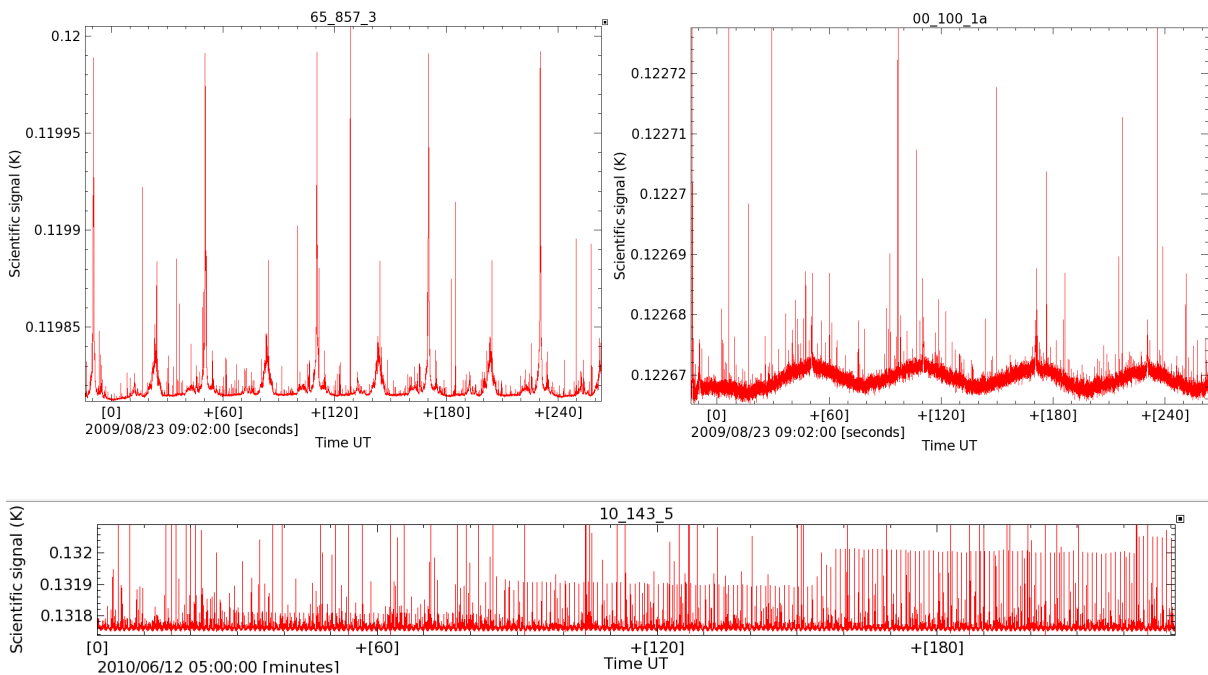 65_857_3
0.12
0.11995
0.1199
0.11985
Scientific signal (K)
[00] +[60] +[120] +[180] +[240]
2009/08/23 09:02:00 [seconds]
Time UT
00_100_1a
0.12272
0.12271
0.1227
0.12269
0.12268
0.12267
Scientific signal (K)
[0] +[60] +[120] +[180] +[240]
2009/08/23 09:02:00 [seconds]
Time UT
10_143_5
0.132
0.1319
0.1318
Scientific signal (K)
[0] +[60] +[120] +[180]
2010/06/12 05:00:00 [minutes]
Time UT